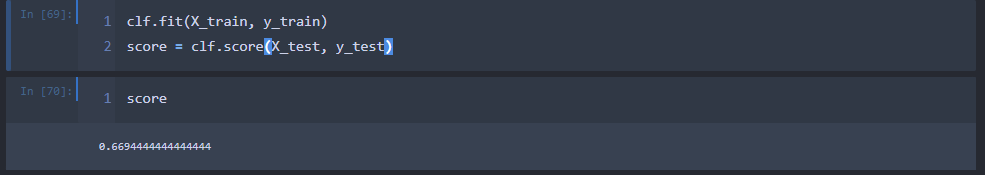 In [69]:
1 clf.fit(X_train, y_train)
2 score = clf.score(X_test, y_test)
In [70]:
1 score
0.6694444444444444